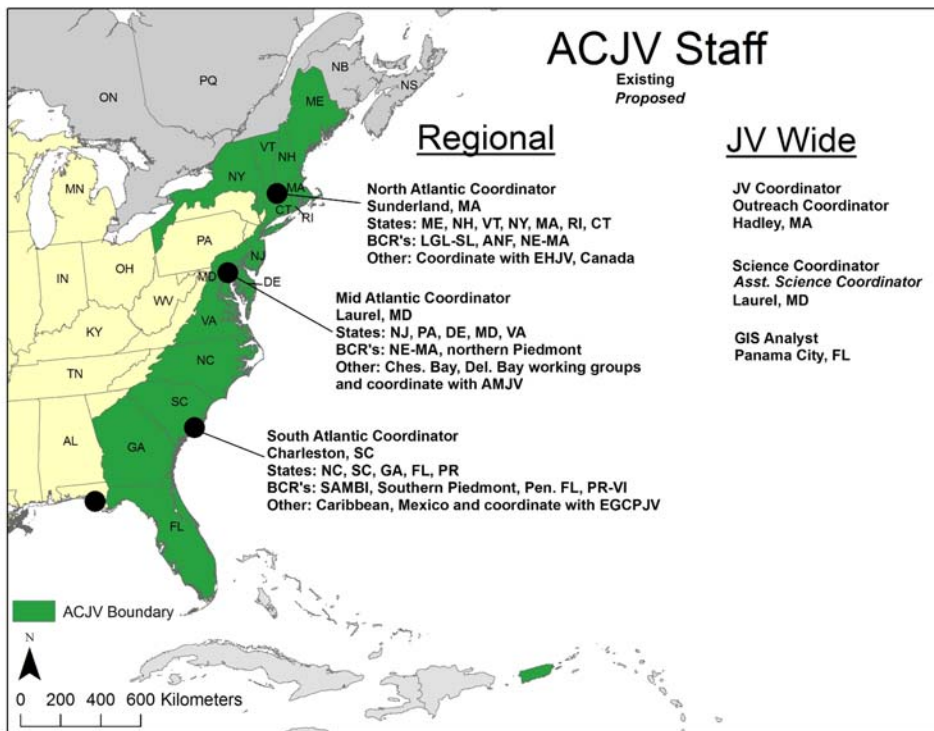 ACJV Staff
Existing
Proposed
Regional
JV Wide
North Atlantic Coordinator
Sunderland, MA
States: ME, NH, VT, NY, MA, RI, CT
BCR's: LGL-SL, ANF, NE-MA
Other: Coordinate with EHJV, Canada
Mid Atlantic Coordinator
Laurel, MD
States: NJ, PA, DE, MD, VA
BCR's: NE-MA, northern Piedmont
Other: Ches. Bay, Del. Bay working groups
and coordinate with AMJV
South Atlantic Coordinator
Charleston, SC
States: NC, SC, GA, FL, PR
BCR's: SAMBI, Southern Piedmont, Pen. FL, PR-VI
Other: Caribbean, Mexico and coordinate with EGCPJV
JV Coordinator
Outreach Coordinator
Hadley, MA
Science Coordinator
Asst. Science Coordinator
Laurel, MD
GIS Analyst
Panama City, FL
ON
PQ
NB
NS
ME
VT
NH
NY
MA
CT
RI
MN
PA
NJ
IN
OH
MD
DE
WV
VA
KY
NC
TN
SC
AL
GA
FL
ACJV Boundary
N
0 200 400 600 Kilometers